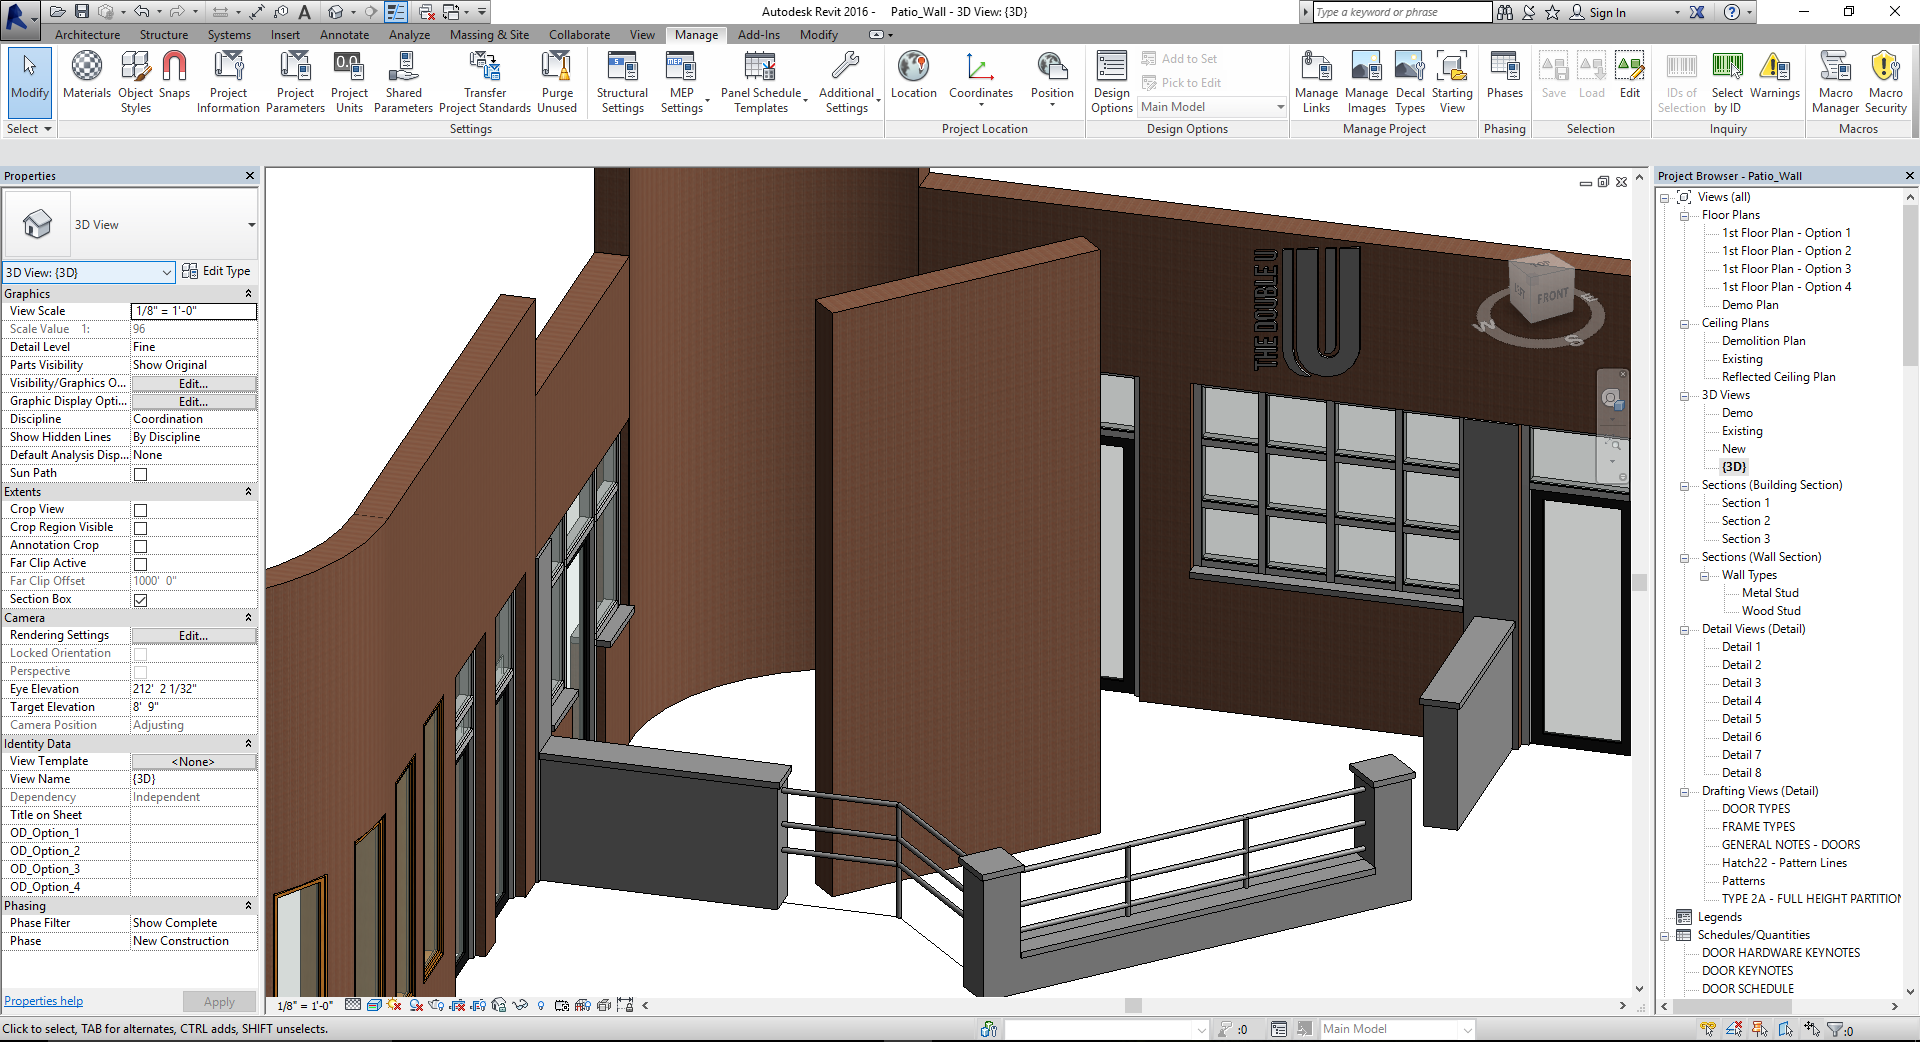 Autodesk Revit 2016 - Patio_Wall - 3D View: {3D}
Type a keyword or phrase
Sign In
Architecture Structure Systems Insert Annotate Analyze Massing & Site Collaborate View Manage Add-Ins Modify
Modify
Materials
Object Styles
Snaps
Project Information
Project Parameters
Project Units
Shared Parameters
Transfer Project Standards
Purge Unused
Structural Settings
MEP Settings
Panel Schedule Templates
Additional Settings
Location
Coordinates
Position
Design Options
Add to Set
Pick to Edit
Main Model
Manage Links
Manage Images
Decal Types
Starting View
Phases
Save
Load
Edit
IDs of Selection
Select by ID
Warnings
Macro Manager
Macro Security
Select Settings Project Location Design Options Manage Project Phasing Selection Inquiry Macros
Properties
3D View
3D View: {3D}
Edit Type
Graphics
View Scale 1/8" = 1'-0"
Scale Value 1: 96
Detail Level Fine
Parts Visibility Show Original
Visibility/Graphics O... Edit...
Graphic Display Opti... Edit...
Discipline Coordination
Show Hidden Lines By Discipline
Default Analysis Disp... None
Sun Path
Extents
Crop View
Crop Region Visible
Annotation Crop
Far Clip Active
Far Clip Offset 1000' 0"
Section Box
Camera
Rendering Settings Edit...
Locked Orientation
Perspective
Eye Elevation 212' 2 1/32"
Target Elevation 8' 9"
Camera Position Adjusting
Identity Data
View Template <None>
View Name {3D}
Dependency Independent
Title on Sheet
OD_Option_1
OD_Option_2
OD_Option_3
OD_Option_4
Phasing
Phase Filter Show Complete
Phase New Construction
Properties help
Apply
THE DOUBLE U
U
FRONT
W
S
E
1/8" = 1'-0"
Project Browser - Patio_Wall
Views (all)
Floor Plans
1st Floor Plan - Option 1
1st Floor Plan - Option 2
1st Floor Plan - Option 3
1st Floor Plan - Option 4
Demo Plan
Ceiling Plans
Demolition Plan
Existing
Reflected Ceiling Plan
3D Views
Demo
Existing
New
{3D}
Sections (Building Section)
Section 1
Section 2
Section 3
Sections (Wall Section)
Wall Types
Metal Stud
Wood Stud
Detail Views (Detail)
Detail 1
Detail 2
Detail 3
Detail 4
Detail 5
Detail 6
Detail 7
Detail 8
Drafting Views (Detail)
DOOR TYPES
FRAME TYPES
GENERAL NOTES - DOORS
Hatch22 - Pattern Lines
Patterns
TYPE 2A - FULL HEIGHT PARTITION
Legends
Schedules/Quantities
DOOR HARDWARE KEYNOTES
DOOR KEYNOTES
DOOR SCHEDULE
Click to select, TAB for alternates, CTRL adds, SHIFT unselects.
:0
Main Model
:0